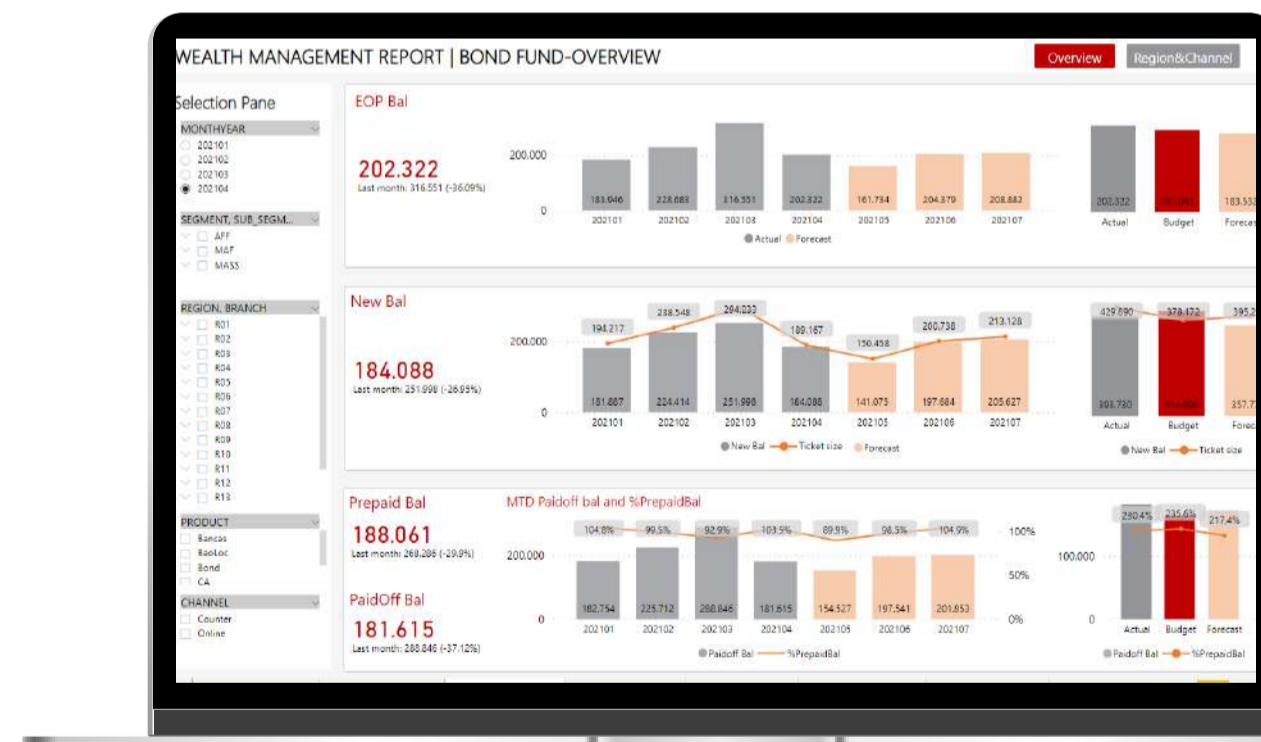 WEALTH MANAGEMENT REPORT | BOND FUND-OVERVIEW
Overview
Region&Channel
Selection Pane
MONTHYEAR
202101
202102
202103
202104
SEGMENT, SUB_SEGM...
AFF
MAF
MASS
REGION, BRANCH
R01
R02
R03
R04
R05
R06
R07
R08
R09
R10
R11
R12
R13
PRODUCT
Bancas
BaoLoc
Bond
CA
CHANNEL
Counter
Online
EOP Bal
202.322
Last month: 316.551 (-36.09%)
200.000
0
183.946 228.683 316.551 202.322 161.734 204.379 208.882
202101 202102 202103 202104 202105 202106 202107
Actual Forecast
202.322 183.532
Actual Budget Forecas
New Bal
184.088
Last month: 251.998 (-26.95%)
200.000
0
194.217 238.548 294.233 189.167 150.458 200.738 213.128
181.887 224.414 251.998 184.088 141.075 197.684 205.627
202101 202102 202103 202104 202105 202106 202107
New Bal Ticket size Forecast
429.690 378.172 395.2
393.730 357.7
Actual Budget Forec
New Bal Ticket size
Prepaid Bal
188.061
Last month: 268.286 (-29.9%)
PaidOff Bal
181.615
Last month: 288.846 (-37.12%)
MTD Paidoff bal and %PrepaidBal
104.8% 99.5% 92.9% 103.5% 89.9% 98.5% 104.9%
100%
50%
0%
200.000
0
182.754 225.712 288.846 181.615 154.527 197.541 201.853
202101 202102 202103 202104 202105 202106 202107
Paidoff Bal %PrepaidBal
280.4% 235.6% 217.4%
100.000
0
Actual Budget Forecast
Paidoff Bal %PrepaidBal